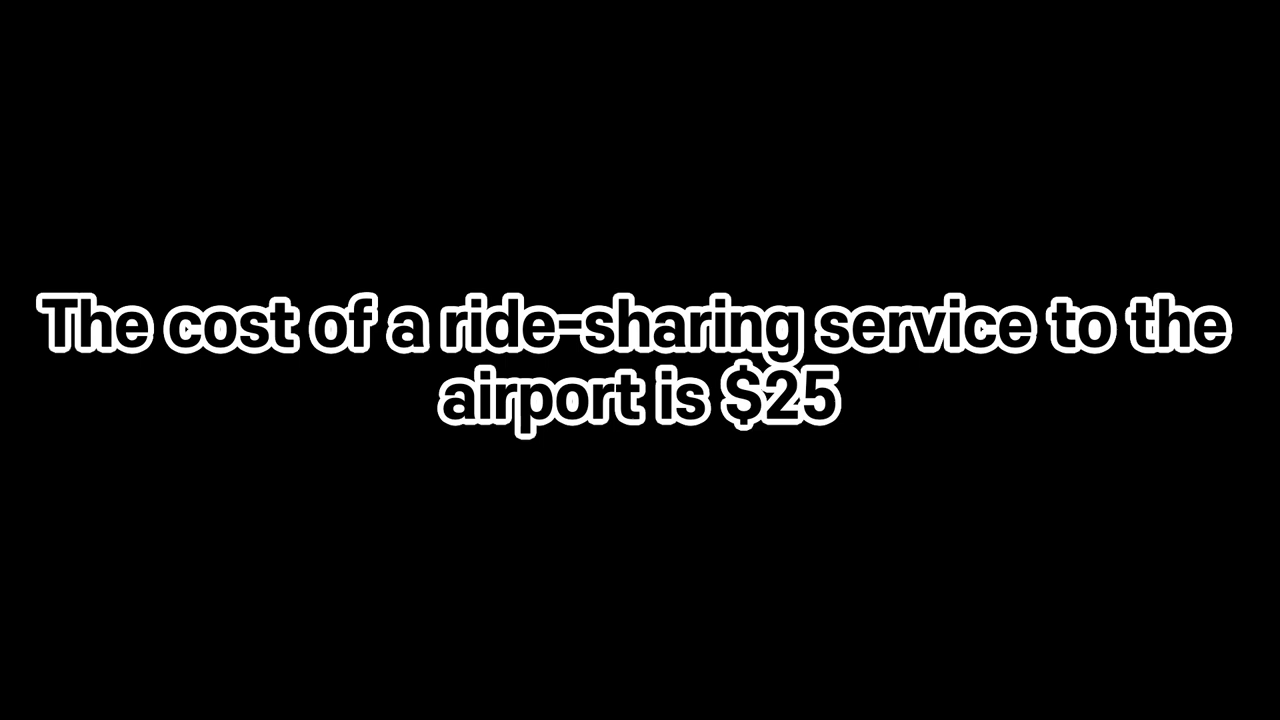 The cost of a ride-sharing service to the
airport is $25